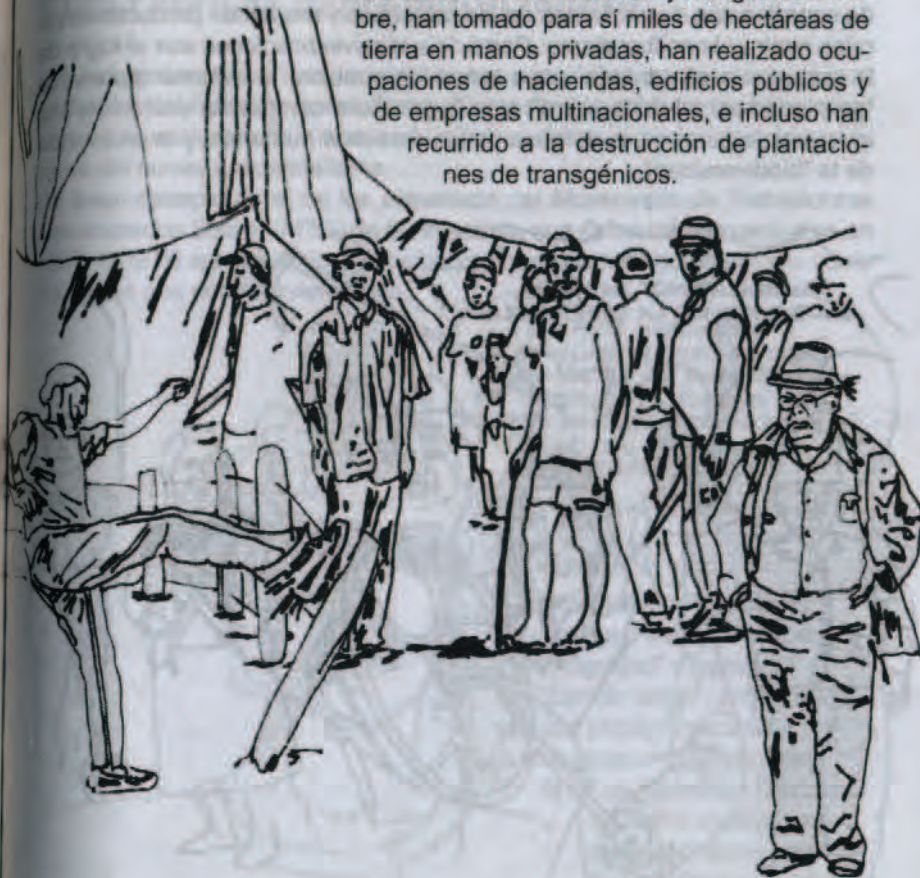 bre, han tomado para sí miles de hectáreas de
tierra en manos privadas, han realizado ocu-
paciones de haciendas, edificios públicos y
de empresas multinacionales, e incluso han
recurrido a la destrucción de plantacio-
nes de transgénicos.